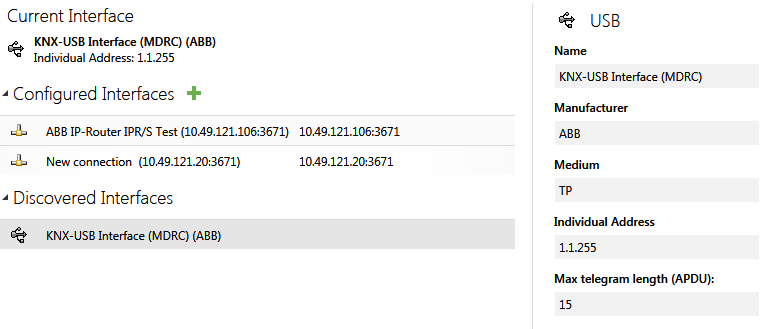 Current Interface
KNX-USB Interface (MDRC) (ABB)
Individual Address: 1.1.255
Configured Interfaces
ABB IP-Router IPR/S Test (10.49.121.106:3671) 10.49.121.106:3671
New connection (10.49.121.20:3671) 10.49.121.20:3671
Discovered Interfaces
KNX-USB Interface (MDRC) (ABB)
USB
Name
KNX-USB Interface (MDRC)
Manufacturer
ABB
Medium
TP
Individual Address
1.1.255
Max telegram length (APDU):
15